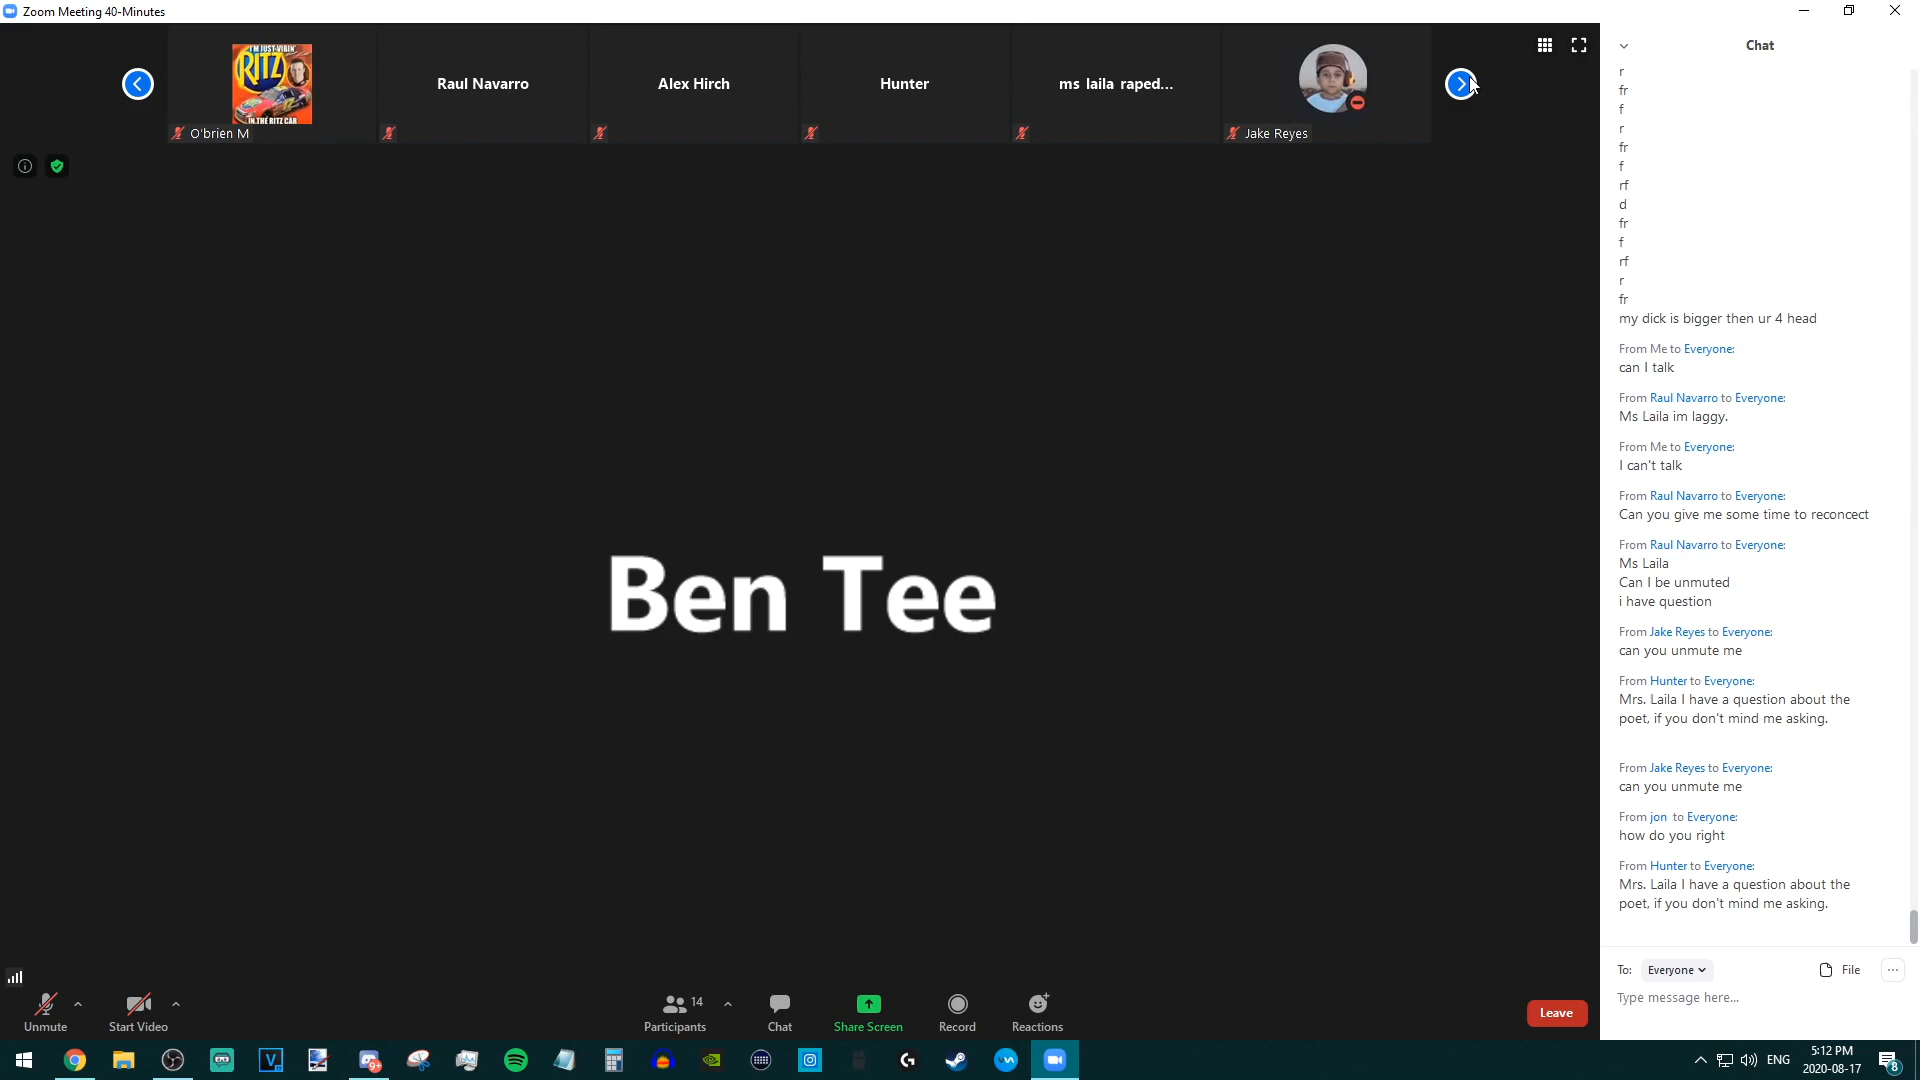 Zoom Meeting 40-Minutes
I'M JUST VIBIN'
RITZ
IN THE RITZ CAR
O'brien M
Raul Navarro
Alex Hirch
Hunter
ms laila raped...
Jake Reyes
Ben Tee
Chat
r
fr
f
r
fr
f
rf
d
fr
f
rf
r
fr
my dick is bigger then ur 4 head
From Me to Everyone:
can I talk
From Raul Navarro to Everyone:
Ms Laila im laggy.
From Me to Everyone:
I can't talk
From Raul Navarro to Everyone:
Can you give me some time to reconcect
From Raul Navarro to Everyone:
Ms Laila
Can I be unmuted
i have question
From Jake Reyes to Everyone:
can you unmute me
From Hunter to Everyone:
Mrs. Laila I have a question about the
poet, if you don't mind me asking.
From Jake Reyes to Everyone:
can you unmute me
From jon to Everyone:
how do you right
From Hunter to Everyone:
Mrs. Laila I have a question about the
poet, if you don't mind me asking.
To: Everyone
File
Type message here...
Unmute
Start Video
14
Participants
Chat
Share Screen
Record
Reactions
Leave
9+
ENG
5:12 PM
2020-08-17
8